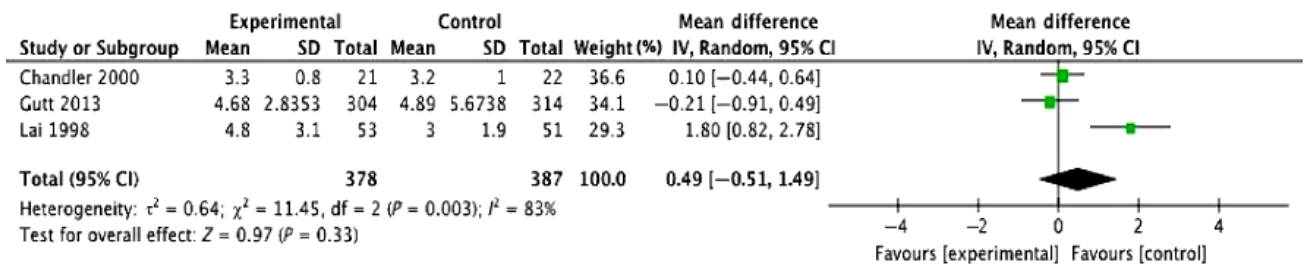 Experimental Control Mean difference Mean difference
Study or Subgroup Mean SD Total Mean SD Total Weight (%) IV, Random, 95% CI IV, Random, 95% CI
Chandler 2000 3.3 0.8 21 3.2 1 22 36.6 0.10 [−0.44, 0.64]
Gutt 2013 4.68 2.8353 304 4.89 5.6738 314 34.1 −0.21 [−0.91, 0.49]
Lai 1998 4.8 3.1 53 3 1.9 51 29.3 1.80 [0.82, 2.78]
Total (95% CI) 378 387 100.0 0.49 [−0.51, 1.49]
Heterogeneity: τ² = 0.64; χ² = 11.45, df = 2 (P = 0.003); I² = 83%
Test for overall effect: Z = 0.97 (P = 0.33)
−4 −2 0 2 4
Favours [experimental] Favours [control]